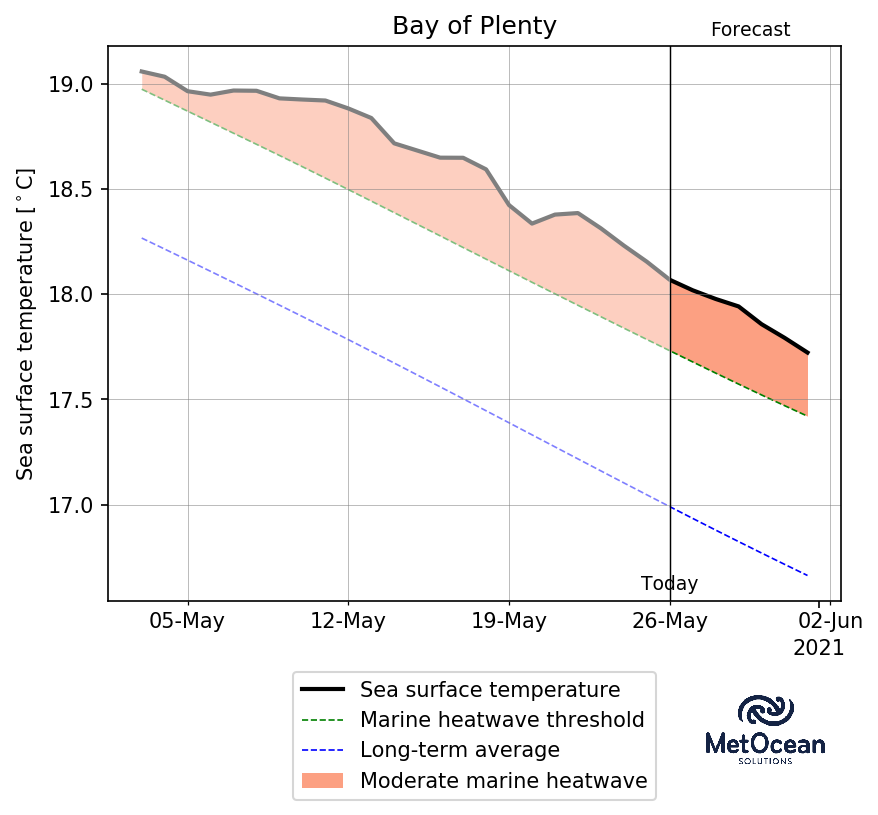 Bay of Plenty
Forecast
Sea surface temperature [°C]
19.0
18.5
18.0
17.5
17.0
Today
05-May
12-May
19-May
26-May
02-Jun
2021
Sea surface temperature
Marine heatwave threshold
Long-term average
Moderate marine heatwave
MetOcean
SOLUTIONS